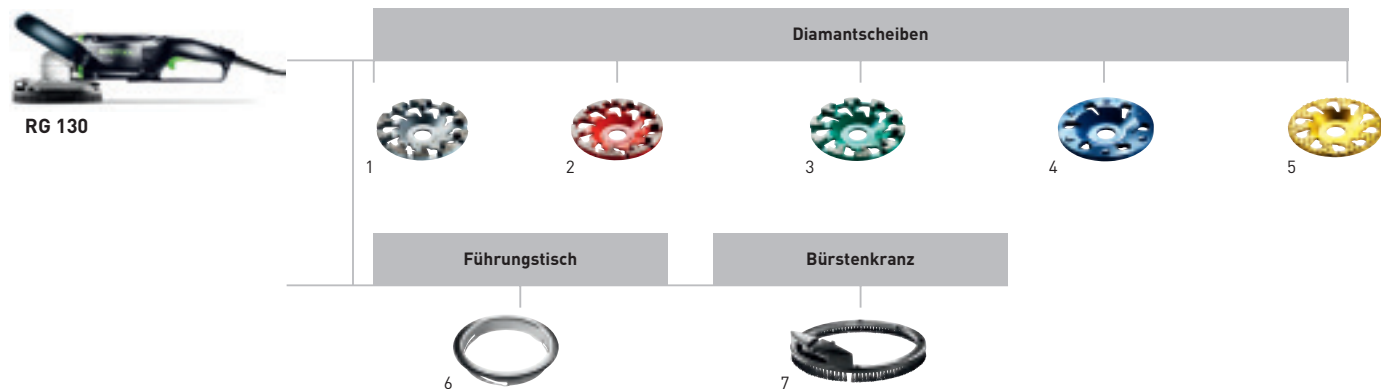 Diamantscheiben
RG 130
1
2
3
4
5
Führungstisch
Bürstenkranz
6
7